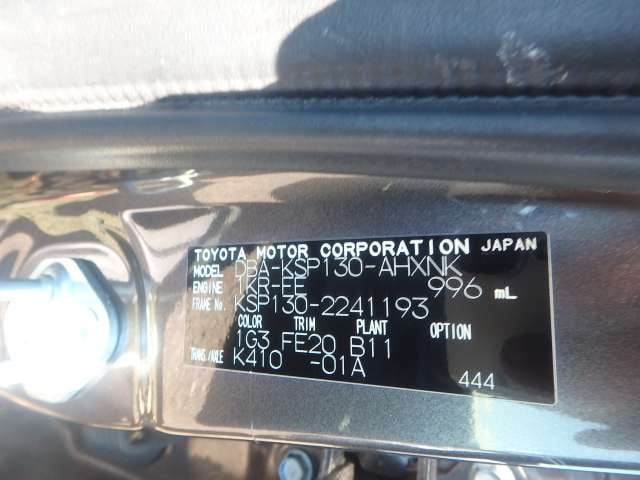 TOYOTA MOTOR CORPORATION JAPAN
MODEL DBA-KSP130-AHXNK
ENGINE 1KR-FE 996 mL
FRAME No. KSP130-2241193
COLOR TRIM PLANT OPTION
1G3 FE20 B11
TRANS/AXLE K410 -01A
444